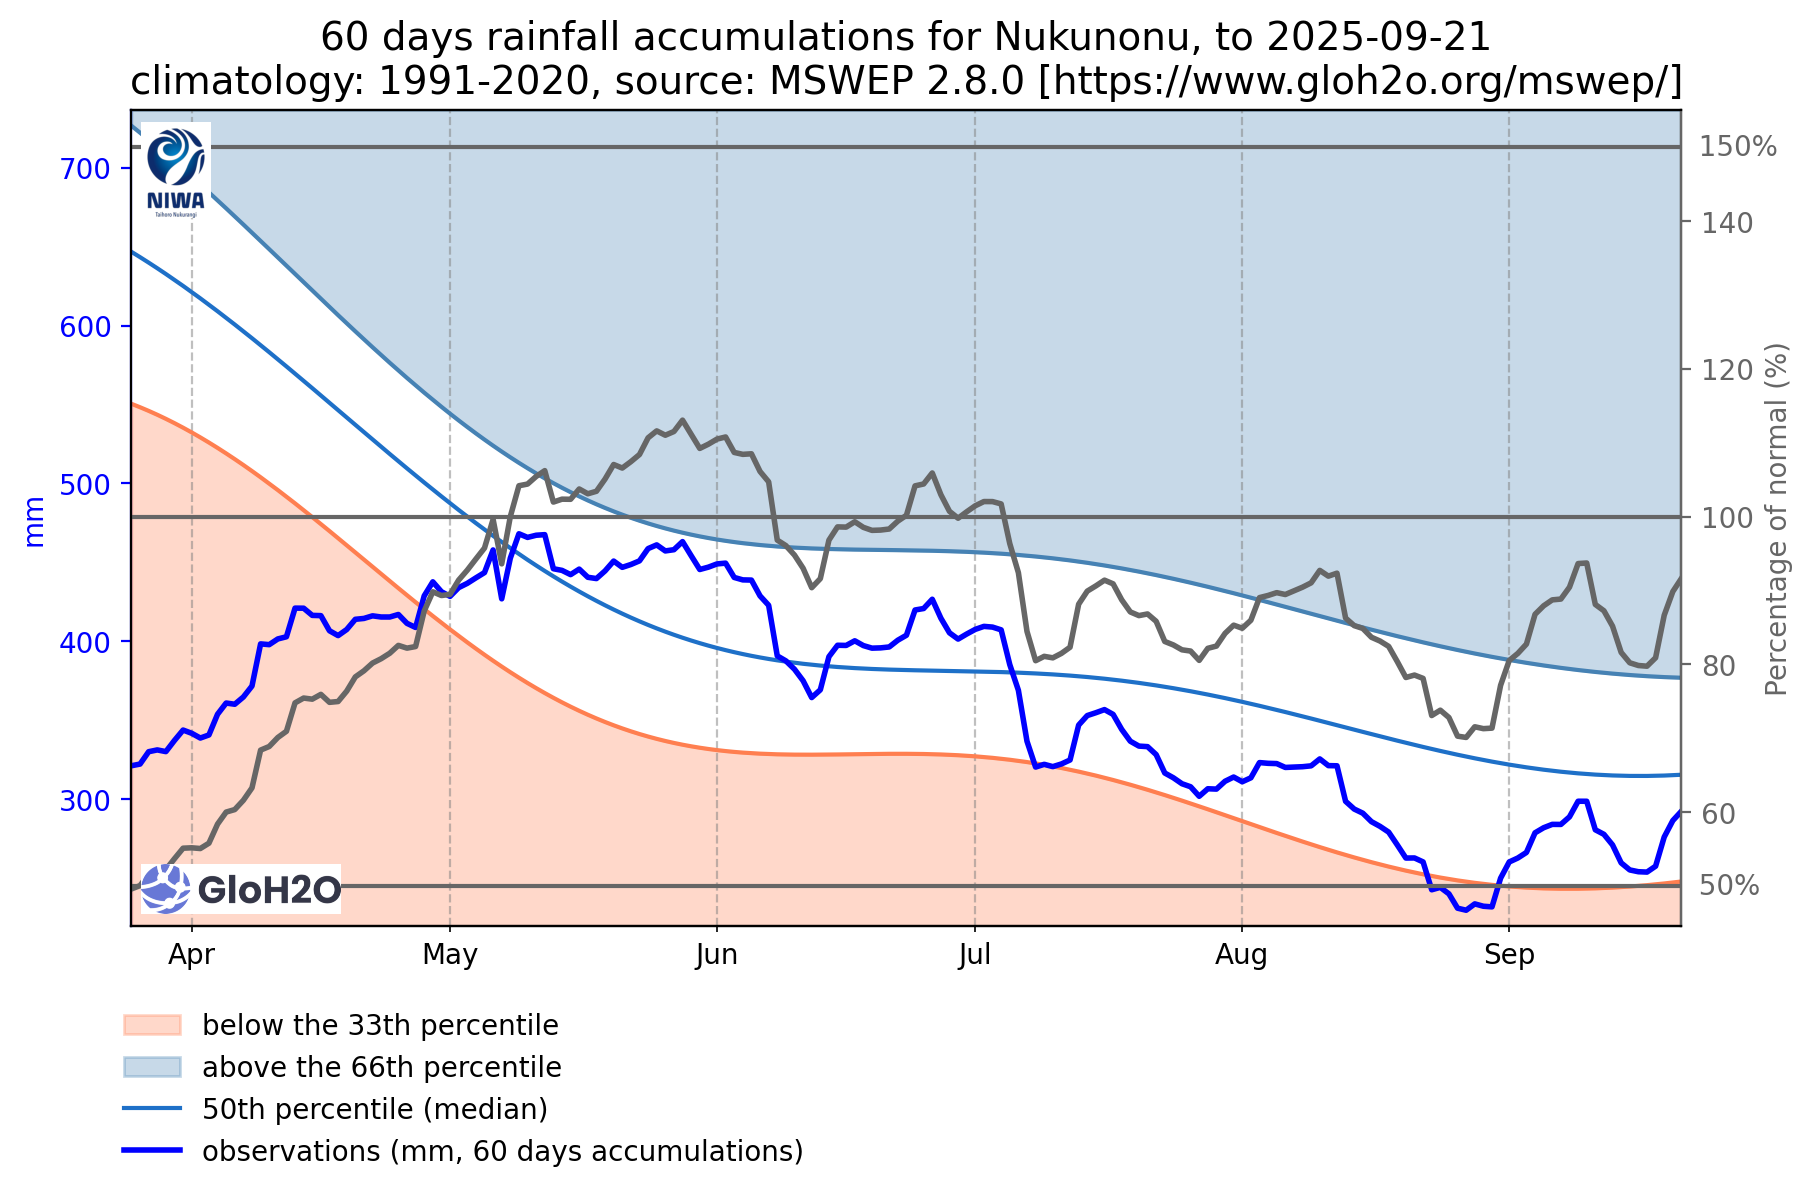 60 days rainfall accumulations for Nukunonu, to 2025-09-21
climatology: 1991-2020, source: MSWEP 2.8.0 [https://www.gloh2o.org/mswep/]
NIWA
Taihoro Nukurangi
GloH2O
mm
700
600
500
400
300
150%
140
120
100
80
60
50%
Percentage of normal (%)
Apr May Jun Jul Aug Sep
below the 33th percentile
above the 66th percentile
50th percentile (median)
observations (mm, 60 days accumulations)